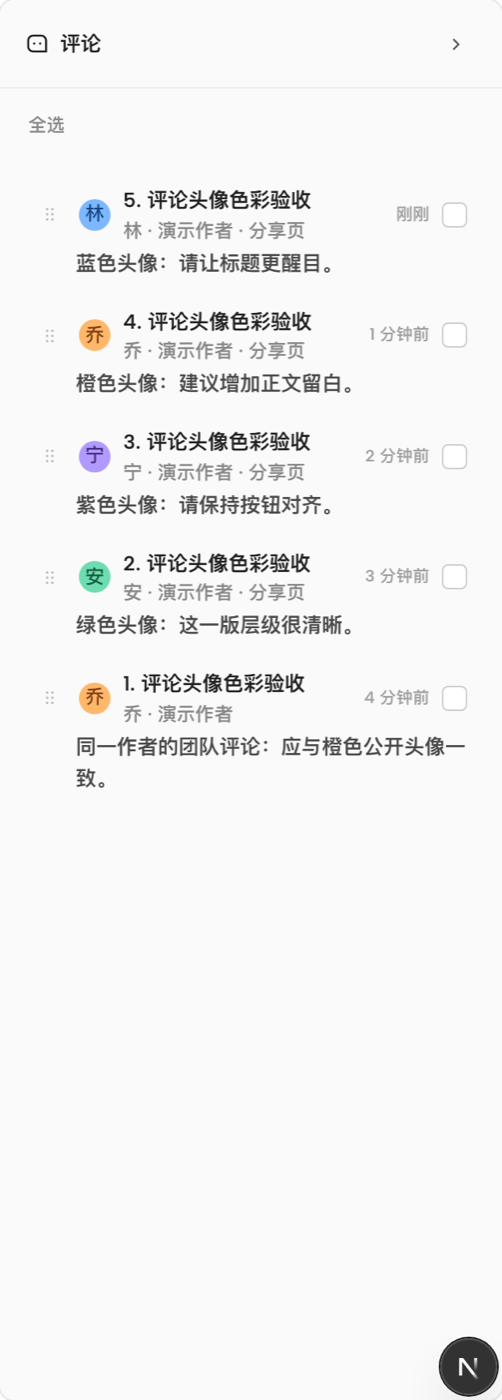 评论
全选
林
5. 评论头像色彩验收
刚刚
林 · 演示作者 · 分享页
蓝色头像：请让标题更醒目。
乔
4. 评论头像色彩验收
1 分钟前
乔 · 演示作者 · 分享页
橙色头像：建议增加正文留白。
宁
3. 评论头像色彩验收
2 分钟前
宁 · 演示作者 · 分享页
紫色头像：请保持按钮对齐。
安
2. 评论头像色彩验收
3 分钟前
安 · 演示作者 · 分享页
绿色头像：这一版层级很清晰。
乔
1. 评论头像色彩验收
4 分钟前
乔 · 演示作者
同一作者的团队评论：应与橙色公开头像一
致。
N